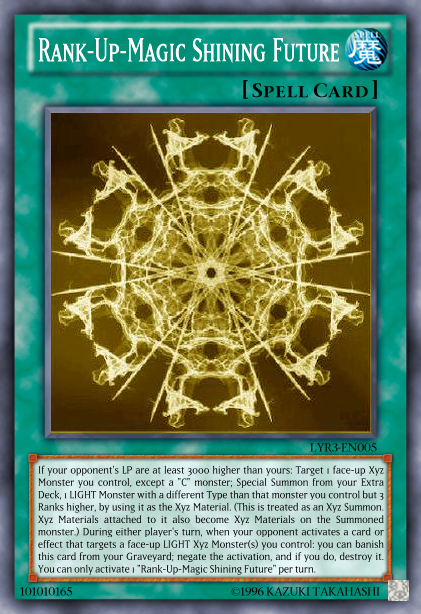 Rank-Up-Magic Shining Future
SPELL
魔
[Spell Card]
LYR3-EN005
If your opponent's LP are at least 3000 higher than yours: Target 1 face-up Xyz
Monster you control, except a "C" monster; Special Summon from your Extra
Deck, 1 LIGHT Monster with a different Type than that monster you control but 3
Ranks higher, by using it as the Xyz Material. (This is treated as an Xyz Summon.
Xyz Materials attached to it also become Xyz Materials on the Summoned
monster.) During either player's turn, when your opponent activates a card or
effect that targets a face-up LIGHT Xyz Monster(s) you control: you can banish
this card from your Graveyard; negate the activation, and if you do, destroy it.
You can only activate 1 "Rank-Up-Magic Shining Future" per turn.
101010165
©1996 KAZUKI TAKAHASHI